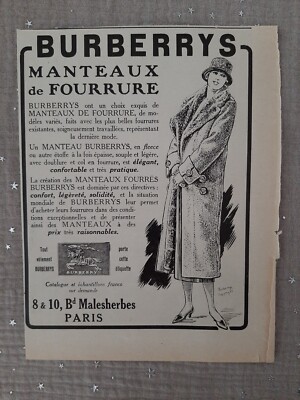 BURBERRYS
MANTEAUX
de FOURRURE
BURBERRYS ont un choix exquis de
MANTEAUX DE FOURRURE, de mo-
dèles variés, faits avec les plus belles fourrures
existantes, soigneusement travaillées, représentant
la dernière mode.
Un MANTEAU BURBERRYS, en fleece
ou autre étoffe à la fois épaisse, souple et légère,
avec doublure et col en fourrure, est élégant,
confortable et très pratique.
La création des MANTEAUX FOURRÉS
BURBERRYS est dominée par ces directives:
confort, légèreté, solidité, et la situation
mondiale de BURBERRYS leur permet
d'acheter leurs fourrures dans des condi-
tions exceptionnelles et de présenter
ainsi des MANTEAUX à des
prix très raisonnables.
Tout
vêtement
BURBERRYS
BURBERRY
porte
cette
étiquette
Catalogue et échantillons franco
sur demande
8 & 10, Bd Malesherbes
PARIS